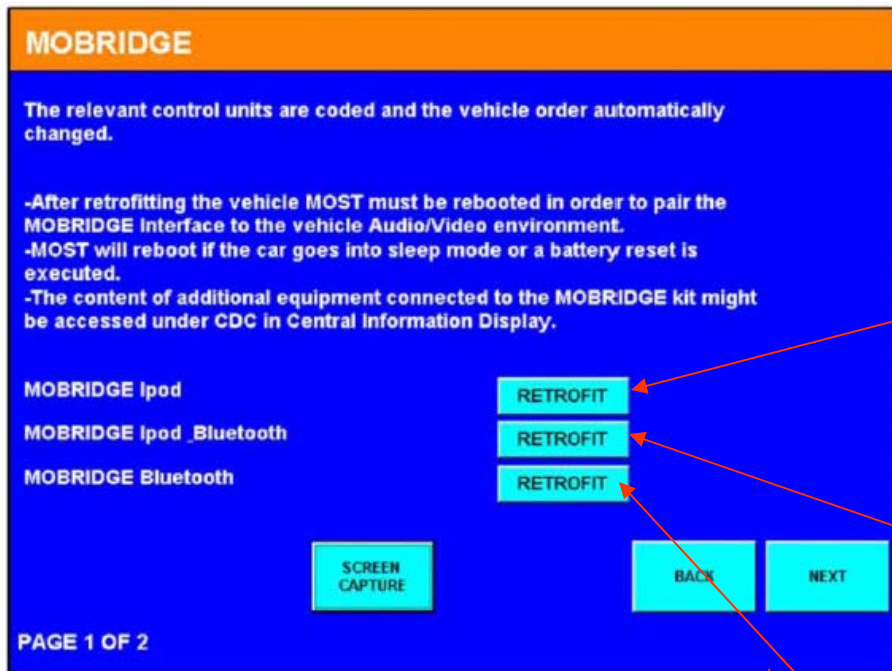 MOBRIDGE
The relevant control units are coded and the vehicle order automatically
changed.
-After retrofitting the vehicle MOST must be rebooted in order to pair the
MOBRIDGE Interface to the vehicle Audio/Video environment.
-MOST will reboot if the car goes into sleep mode or a battery reset is
executed.
-The content of additional equipment connected to the MOBRIDGE kit might
be accessed under CDC in Central Information Display.
MOBRIDGE Ipod RETROFIT
MOBRIDGE Ipod _Bluetooth RETROFIT
MOBRIDGE Bluetooth RETROFIT
SCREEN
CAPTURE
BACK
NEXT
PAGE 1 OF 2